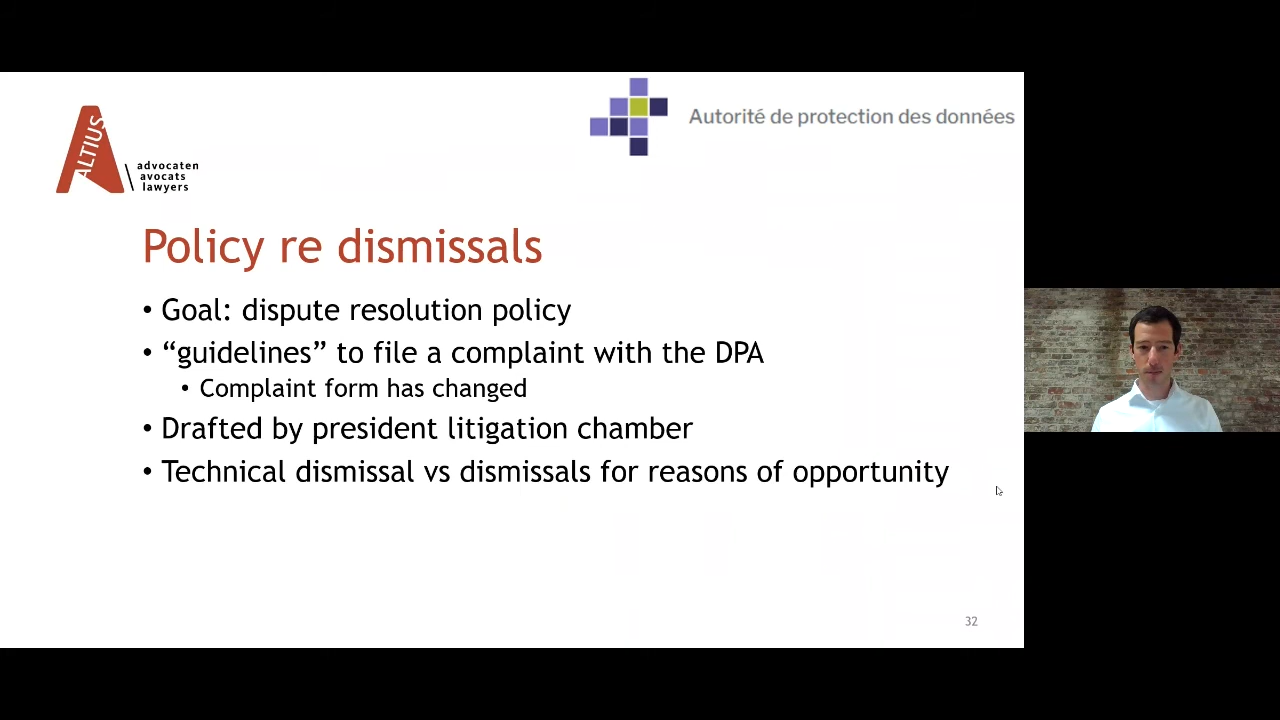 Autorité de protection des données
ALTIUS
advocaten
avocats
lawyers
Policy re dismissals
• Goal: dispute resolution policy
• “guidelines” to file a complaint with the DPA
• Complaint form has changed
• Drafted by president litigation chamber
• Technical dismissal vs dismissals for reasons of opportunity
32